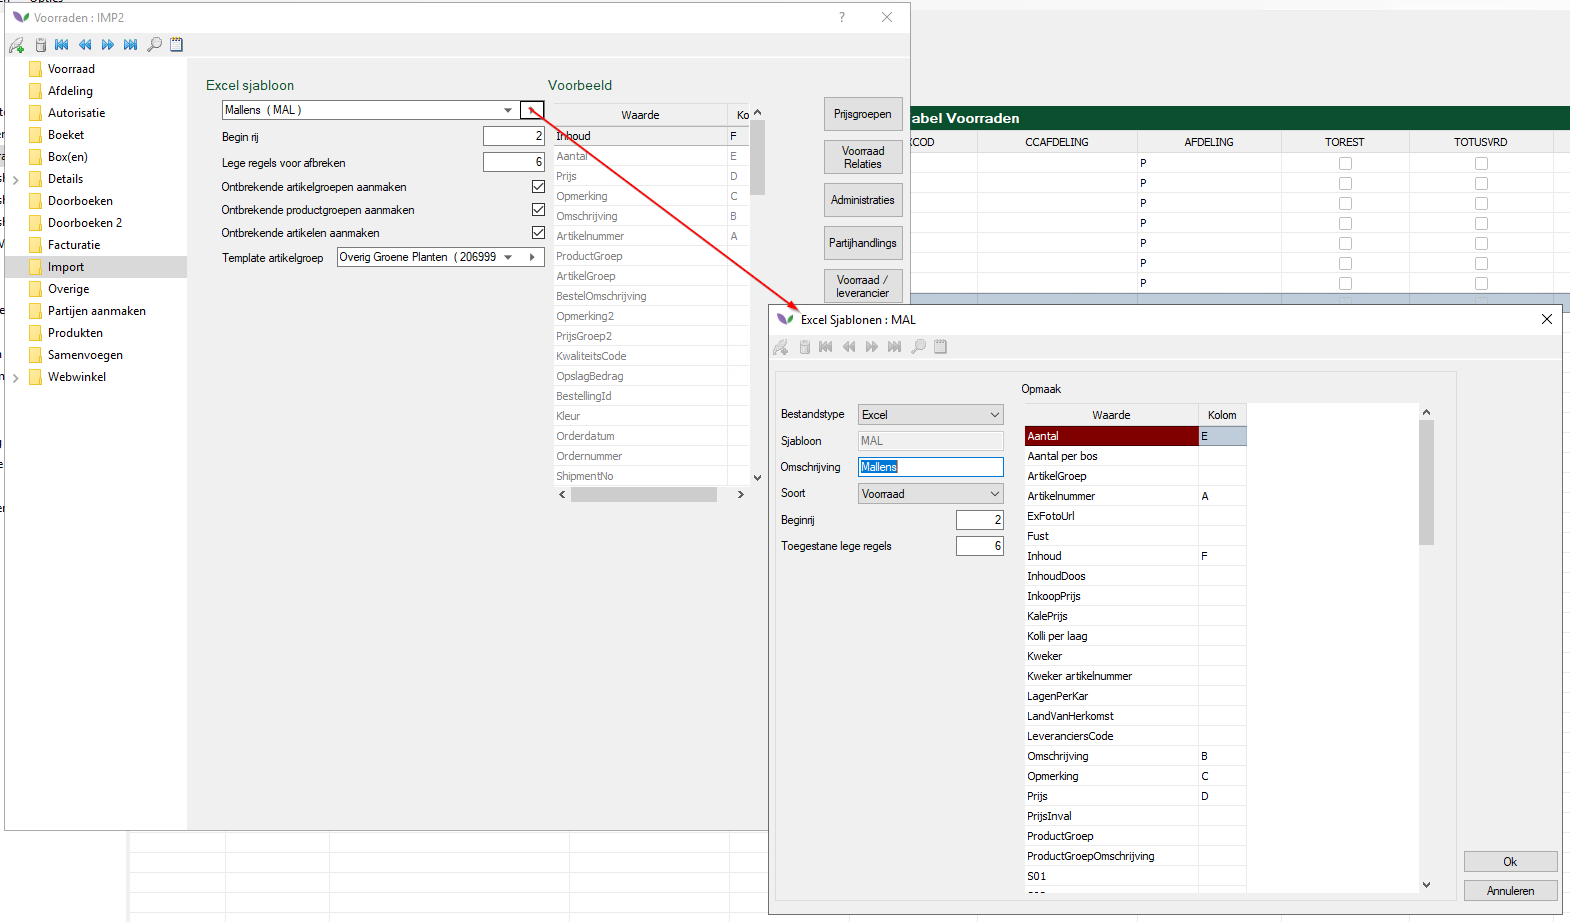 Voorraden : IMP2
?
Voorraad
Afdeling
Autorisatie
Boeket
Box(en)
Details
Doorboeken
Doorboeken 2
Facturatie
Import
Overige
Partijen aanmaken
Produkten
Samenvoegen
Webwinkel
Excel sjabloon
Mallens ( MAL )
Begin rij 2
Lege regels voor afbreken 6
Ontbrekende artikelgroepen aanmaken
Ontbrekende productgroepen aanmaken
Ontbrekende artikelen aanmaken
Template artikelgroep Overig Groene Planten ( 206999
Voorbeeld
Waarde Ko
Inhoud F
Aantal E
Prijs D
Opmerking C
Omschrijving B
Artikelnummer A
ProductGroep
ArtikelGroep
BestelOmschrijving
Opmerking2
PrijsGroep2
KwaliteitsCode
OpslagBedrag
BestellingId
Kleur
Orderdatum
Ordernummer
ShipmentNo
Prijsgroepen
Voorraad
Relaties
Administraties
Partijhandlings
Voorraad /
leverancier
abel Voorraden
COD CCAFDELING AFDELING TOREST TOTUSVRD
P
P
P
P
P
P
P
Excel Sjablonen : MAL
Bestandstype Excel
Sjabloon MAL
Omschrijving Mallens
Soort Voorraad
Beginrij 2
Toegestane lege regels 6
Opmaak
Waarde Kolom
Aantal E
Aantal per bos
ArtikelGroep
Artikelnummer A
ExFotoUrl
Fust
Inhoud F
InhoudDoos
InkoopPrijs
KalePrijs
Kolli per laag
Kweker
Kweker artikelnummer
LagenPerKar
LandVanHerkomst
LeveranciersCode
Omschrijving B
Opmerking C
Prijs D
PrijsInval
ProductGroep
ProductGroepOmschrijving
S01
Ok
Annuleren